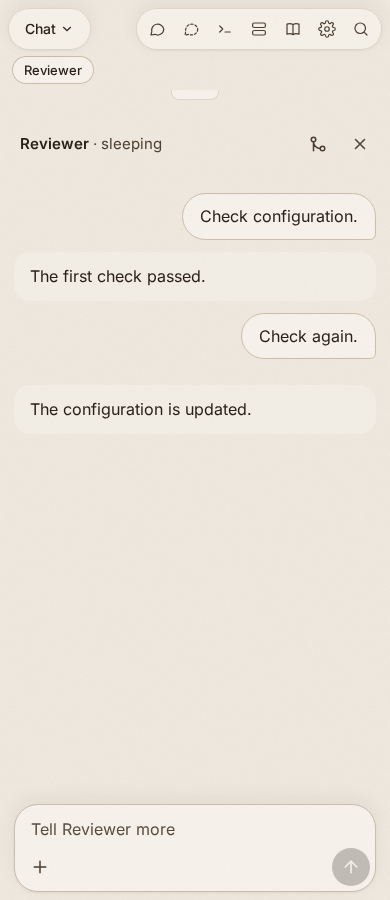 Chat
Reviewer
Reviewer · sleeping
Check configuration.
The first check passed.
Check again.
The configuration is updated.
Tell Reviewer more